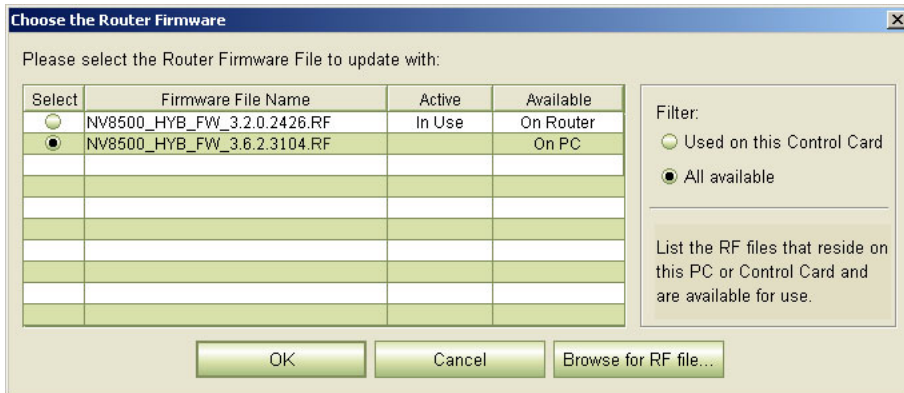 Choose the Router Firmware
Please select the Router Firmware File to update with:
Select Firmware File Name Active Available
NV8500_HYB_FW_3.2.0.2426.RF In Use On Router
NV8500_HYB_FW_3.6.2.3104.RF On PC
Filter:
Used on this Control Card
All available
List the RF files that reside on
this PC or Control Card and
are available for use.
OK Cancel Browse for RF file...